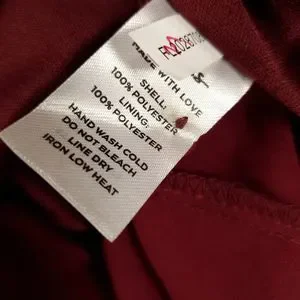 MADE WITH LOVE
SHELL:
100% POLYESTER
LINING:
100% POLYESTER
HAND WASH COLD
DO NOT BLEACH
LINE DRY
IRON LOW HEAT